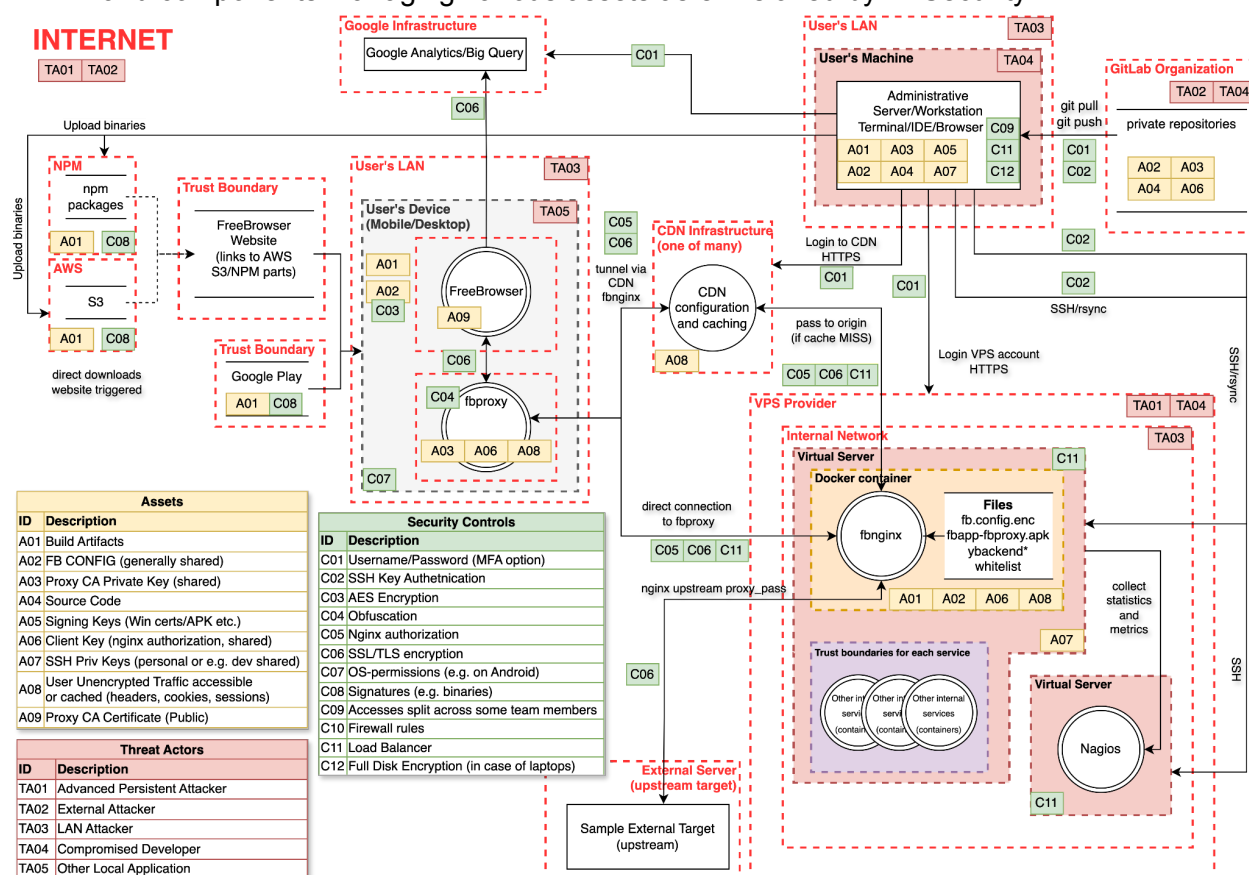 INTERNET
TA01 TA02
Google Infrastructure
Google Analytics/Big Query
C01
C06
User's LAN
TA03
User's Machine
TA04
Administrative
Server/Workstation
Terminal/IDE/Browser
C09
C11
C12
A01 A03 A05
A02 A04 A07
GitLab Organization
TA02 TA04
git pull
git push
C01
C02
private repositories
A02 A03
A04 A06
Upload binaries
Upload binaries
NPM
npm
packages
A01 C08
AWS
S3
A01 C08
direct downloads
website triggered
Trust Boundary
FreeBrowser
Website
(links to AWS
S3/NPM parts)
Trust Boundary
Google Play
A01 C08
User's LAN
TA03
User's Device
(Mobile/Desktop)
TA05
A01
A02
C03
FreeBrowser
A09
C06
C04
fbproxy
A03 A06 A08
C07
C05
C06
tunnel via
CDN
fbnginx
CDN Infrastructure
(one of many)
CDN
configuration
and caching
A08
Login to CDN
HTTPS
C01
C01
C02
C02
SSH/rsync
pass to origin
(if cache MISS)
C05 C06 C11
Login VPS account
HTTPS
SSH/rsync
VPS Provider
TA01 TA04
Internal Network
TA03
Virtual Server
C11
Docker container
fbnginx
Files
fb.config.enc
fbapp-fbproxy.apk
ybackend*
whitelist
A01 A02 A06 A08
A07
direct connection
to fbproxy
C05 C06 C11
nginx upstream proxy_pass
C06
collect
statistics
and
metrics
Trust boundaries for each service
Other internal
services
(containers)
SSH
Virtual Server
Nagios
C11
External Server
(upstream target)
Sample External Target
(upstream)
Assets
ID Description
A01 Build Artifacts
A02 FB CONFIG (generally shared)
A03 Proxy CA Private Key (shared)
A04 Source Code
A05 Signing Keys (Win certs/APK etc.)
A06 Client Key (nginx authorization, shared)
A07 SSH Priv Keys (personal or e.g. dev shared)
A08 User Unencrypted Traffic accessible
or cached (headers, cookies, sessions)
A09 Proxy CA Certificate (Public)
Security Controls
ID Description
C01 Username/Password (MFA option)
C02 SSH Key Authetnication
C03 AES Encryption
C04 Obfuscation
C05 Nginx authorization
C06 SSL/TLS encryption
C07 OS-permissions (e.g. on Android)
C08 Signatures (e.g. binaries)
C09 Accesses split across some team members
C10 Firewall rules
C11 Load Balancer
C12 Full Disk Encryption (in case of laptops)
Threat Actors
ID Description
TA01 Advanced Persistent Attacker
TA02 External Attacker
TA03 LAN Attacker
TA04 Compromised Developer
TA05 Other Local Application